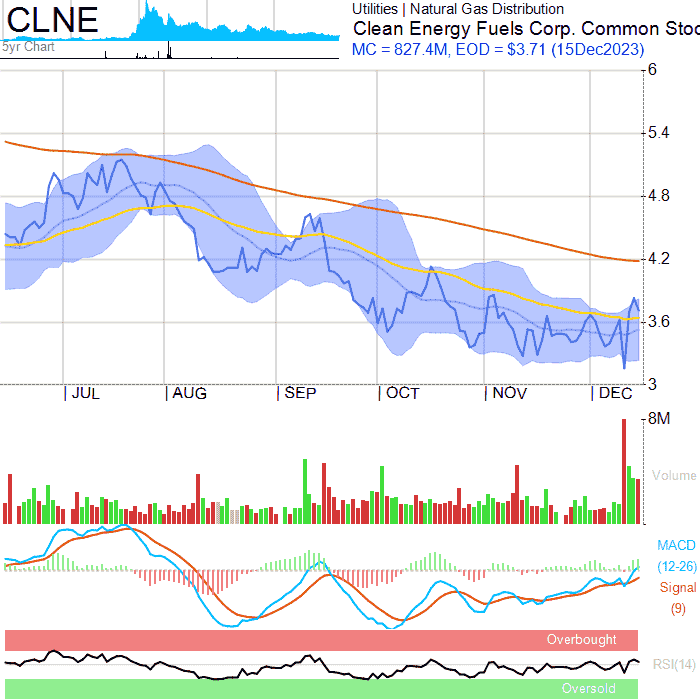 CLNE
5yr Chart
Utilities | Natural Gas Distribution
Clean Energy Fuels Corp. Common Stoc
MC = 827.4M, EOD = $3.71 (15Dec2023)
6
5.4
4.8
4.2
3.6
3
JUL AUG SEP OCT NOV DEC
8M
Volume
MACD
(12-26)
Signal
(9)
Overbought
RSI(14)
Oversold